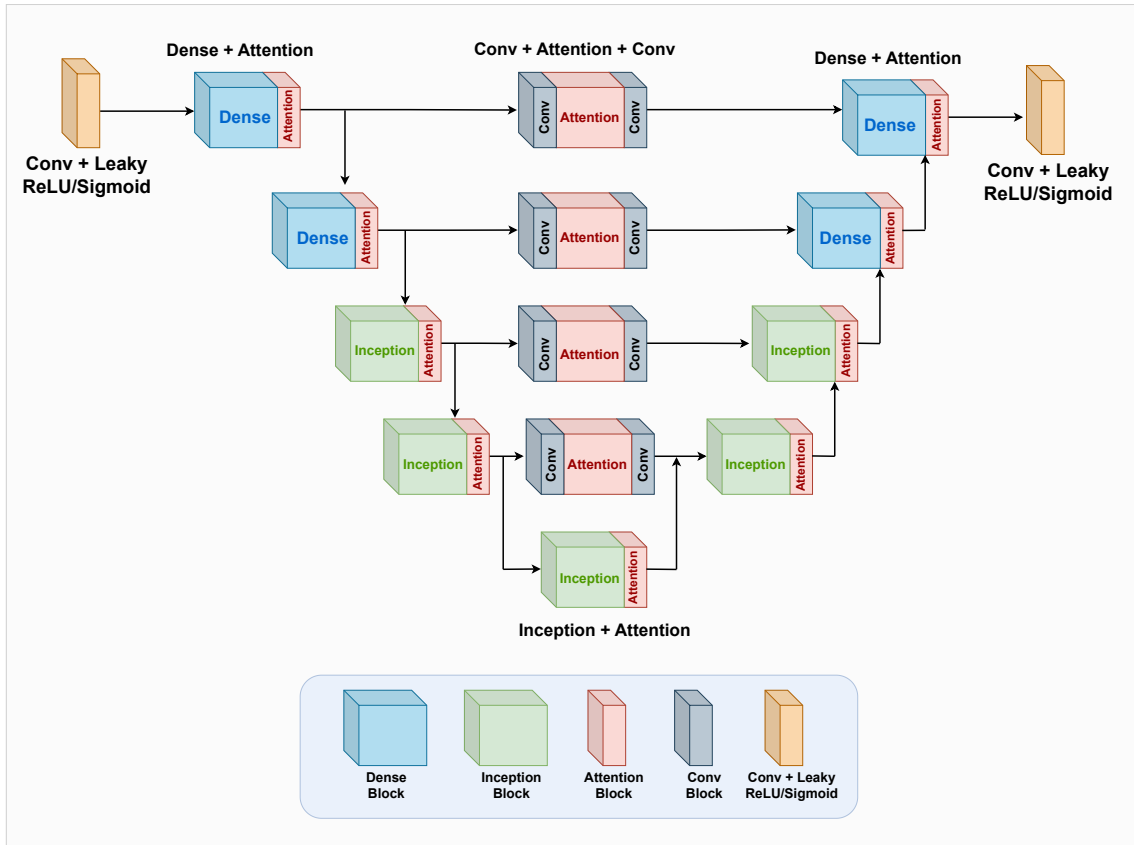 Dense + Attention
Conv + Attention + Conv
Dense + Attention
Dense
Attention
Conv
Attention
Conv
Dense
Attention
Conv + Leaky
ReLU/Sigmoid
Conv + Leaky
ReLU/Sigmoid
Dense
Attention
Conv
Attention
Conv
Dense
Attention
Inception
Attention
Conv
Attention
Conv
Inception
Attention
Inception
Attention
Conv
Attention
Conv
Inception
Attention
Inception
Attention
Inception + Attention
Dense
Block
Inception
Block
Attention
Block
Conv
Block
Conv + Leaky
ReLU/Sigmoid